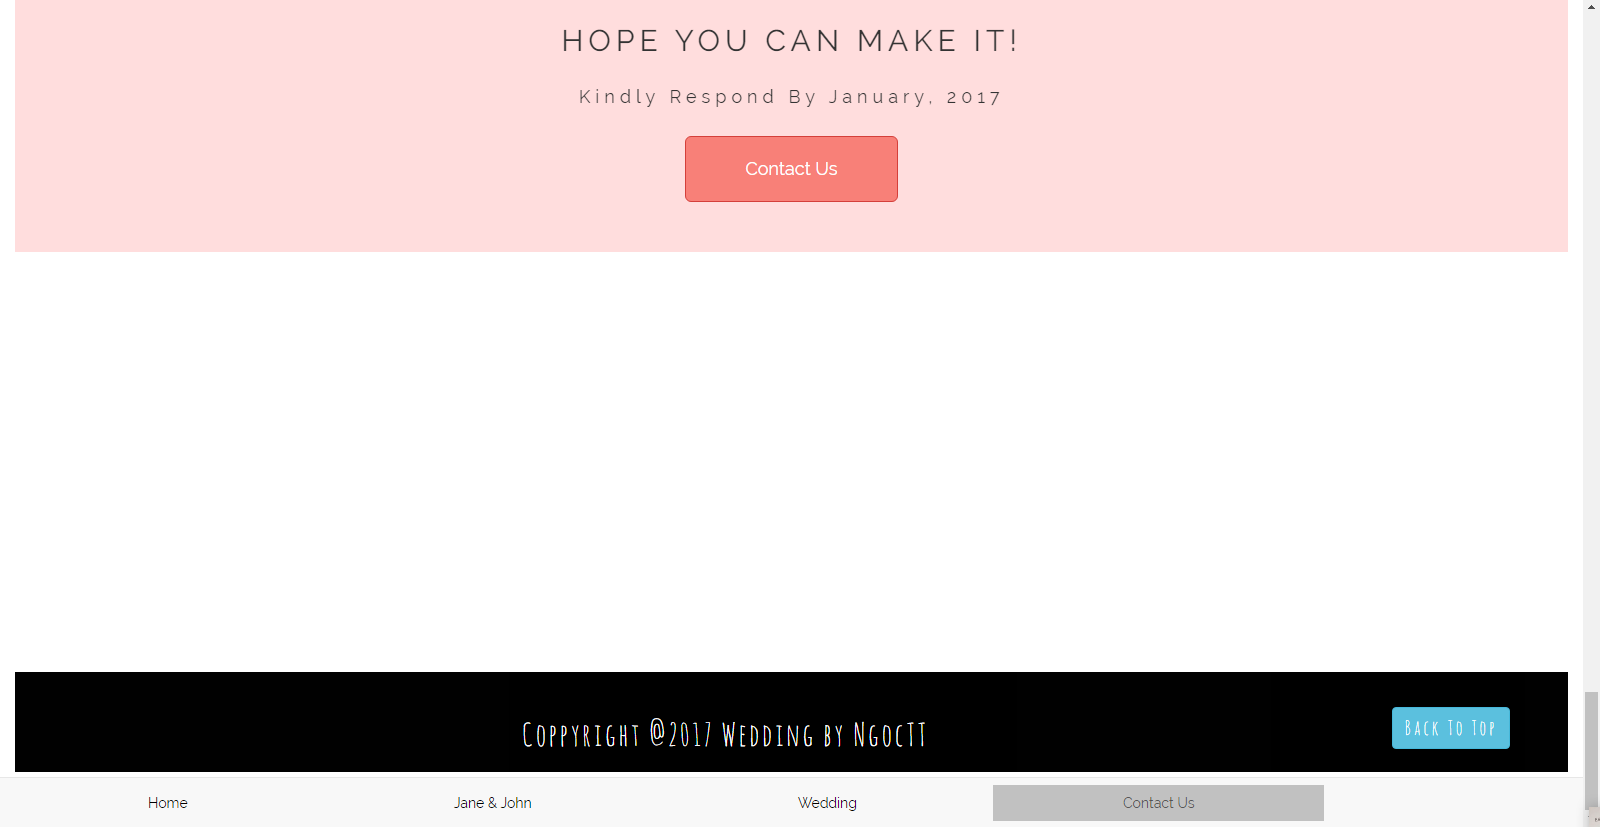 HOPE YOU CAN MAKE IT!
Kindly Respond By January, 2017
Contact Us
Coppyright @2017 Wedding by NgocTT
Back To Top
Home
Jane & John
Wedding
Contact Us